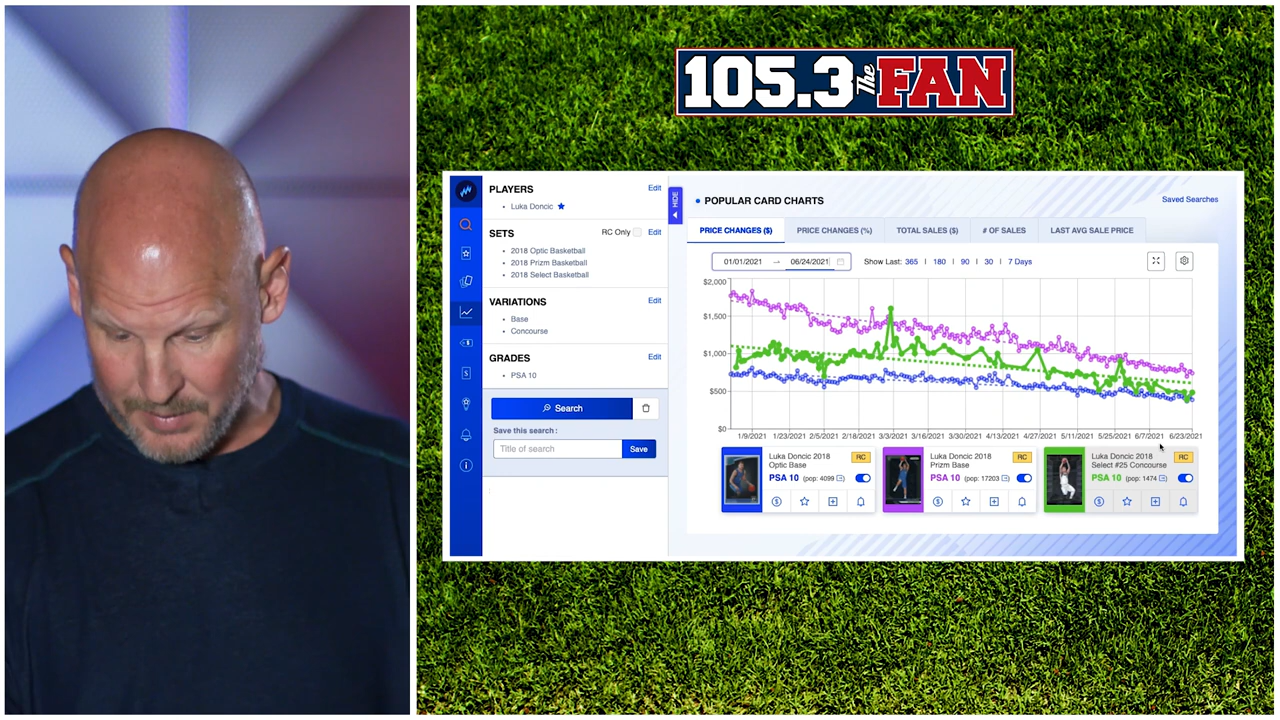 105.3 The FAN
PLAYERS Edit
Luka Doncic
SETS RC Only Edit
2018 Optic Basketball
2018 Prizm Basketball
2018 Select Basketball
VARIATIONS Edit
Base
Concourse
GRADES Edit
PSA 10
Search
Save this search :
Title of search Save
HIDE
POPULAR CARD CHARTS Saved Searches
PRICE CHANGES ($) PRICE CHANGES (%) TOTAL SALES ($) # OF SALES LAST AVG SALE PRICE
01/01/2021 → 06/24/2021 Show Last: 365 | 180 | 90 | 30 | 7 Days
$2,000
$1,500
$1,000
$500
$0
1/9/2021 1/23/2021 2/5/2021 2/18/2021 3/3/2021 3/16/2021 3/30/2021 4/13/2021 4/27/2021 5/11/2021 5/25/2021 6/7/2021 6/23/2021
Luka Doncic 2018 RC
Optic Base
PSA 10 (pop: 4099)
Luka Doncic 2018 RC
Prizm Base
PSA 10 (pop: 17203)
Luka Doncic 2018 RC
Select #25 Concourse
PSA 10 (pop: 1474)